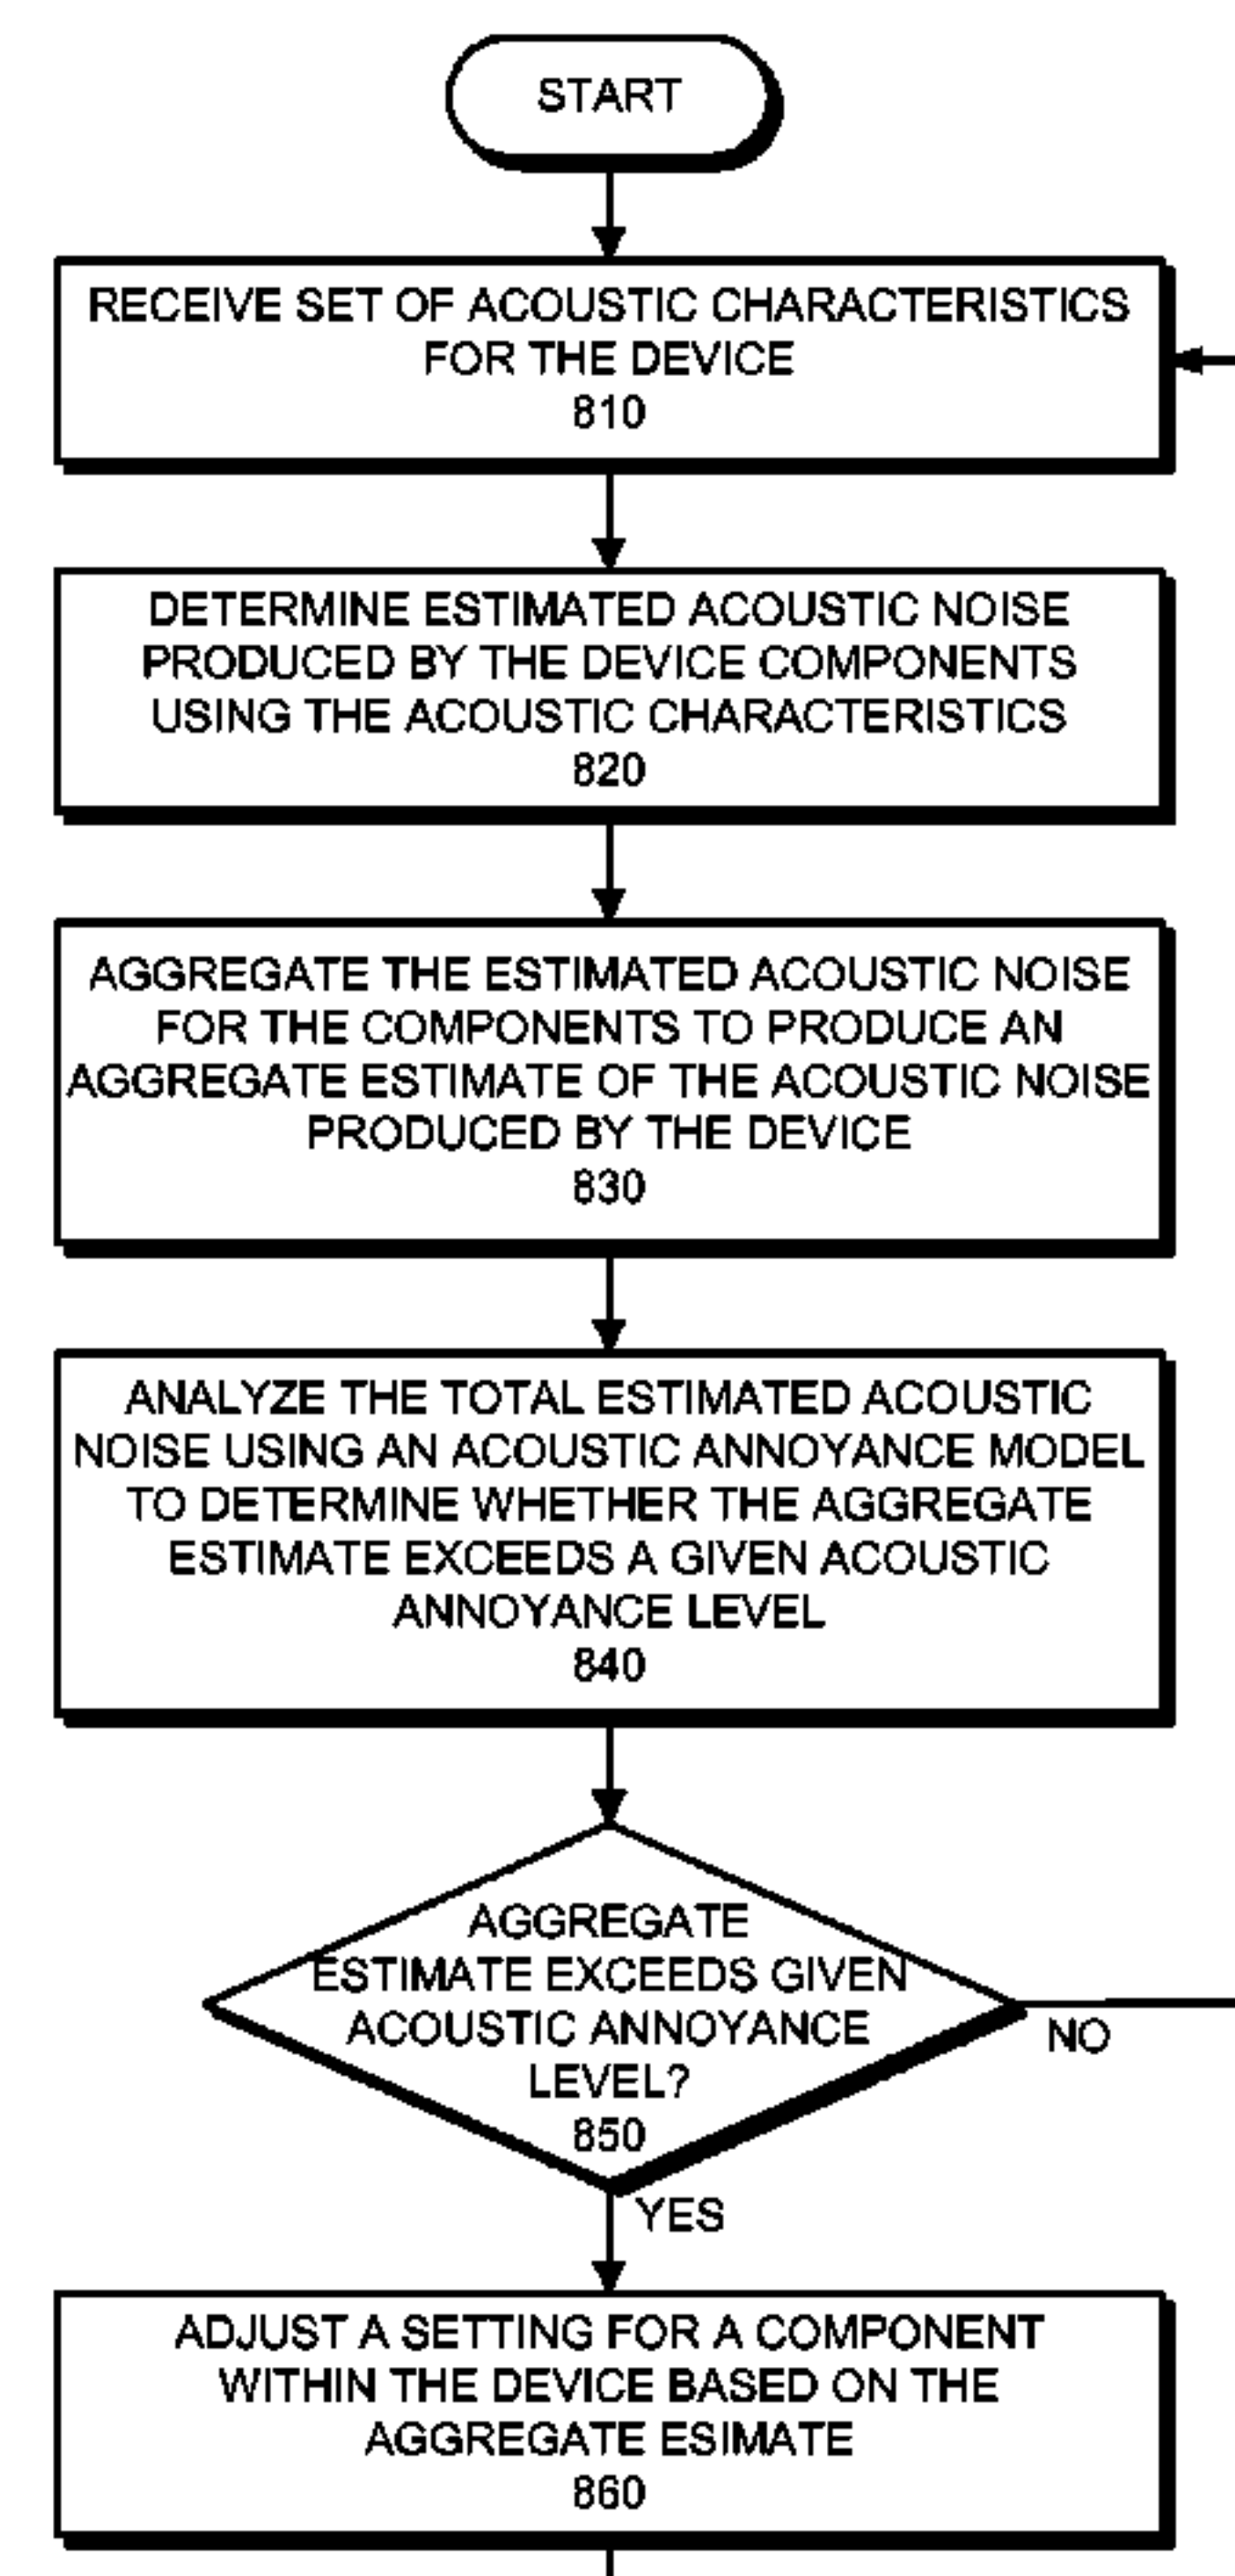 START
RECEIVE SET OF ACOUSTIC CHARACTERISTICS
FOR THE DEVICE
810
DETERMINE ESTIMATED ACOUSTIC NOISE
PRODUCED BY THE DEVICE COMPONENTS
USING THE ACOUSTIC CHARACTERISTICS
820
AGGREGATE THE ESTIMATED ACOUSTIC NOISE
FOR THE COMPONENTS TO PRODUCE AN
AGGREGATE ESTIMATE OF THE ACOUSTIC NOISE
PRODUCED BY THE DEVICE
830
ANALYZE THE TOTAL ESTIMATED ACOUSTIC
NOISE USING AN ACOUSTIC ANNOYANCE MODEL
TO DETERMINE WHETHER THE AGGREGATE
ESTIMATE EXCEEDS A GIVEN ACOUSTIC
ANNOYANCE LEVEL
840
AGGREGATE
ESTIMATE EXCEEDS GIVEN
ACOUSTIC ANNOYANCE
LEVEL?
850
NO
YES
ADJUST A SETTING FOR A COMPONENT
WITHIN THE DEVICE BASED ON THE
AGGREGATE ESIMATE
860